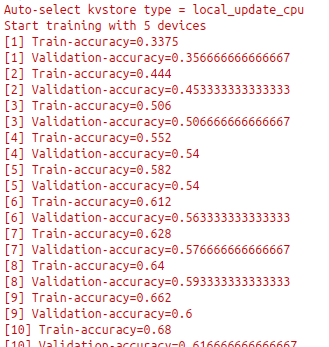 Auto-select kvstore type = local_update_cpu
Start training with 5 devices
[1] Train-accuracy=0.3375
[1] Validation-accuracy=0.356666666666667
[2] Train-accuracy=0.444
[2] Validation-accuracy=0.453333333333333
[3] Train-accuracy=0.506
[3] Validation-accuracy=0.506666666666667
[4] Train-accuracy=0.552
[4] Validation-accuracy=0.54
[5] Train-accuracy=0.582
[5] Validation-accuracy=0.54
[6] Train-accuracy=0.612
[6] Validation-accuracy=0.563333333333333
[7] Train-accuracy=0.628
[7] Validation-accuracy=0.576666666666667
[8] Train-accuracy=0.64
[8] Validation-accuracy=0.593333333333333
[9] Train-accuracy=0.662
[9] Validation-accuracy=0.6
[10] Train-accuracy=0.68
[10] Validation-accuracy=0.616666666666667